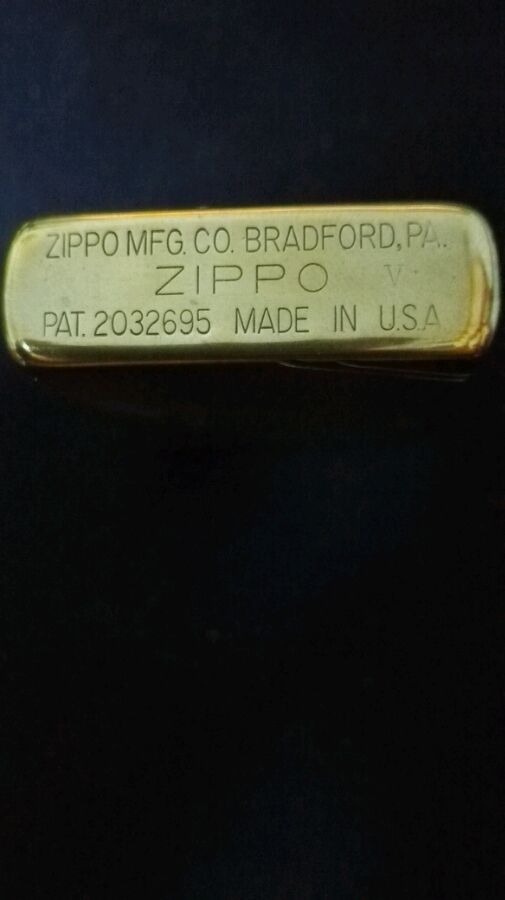 ZIPPO MFG. CO. BRADFORD, PA.
ZIPPO V
PAT. 2032695 MADE IN U.S.A